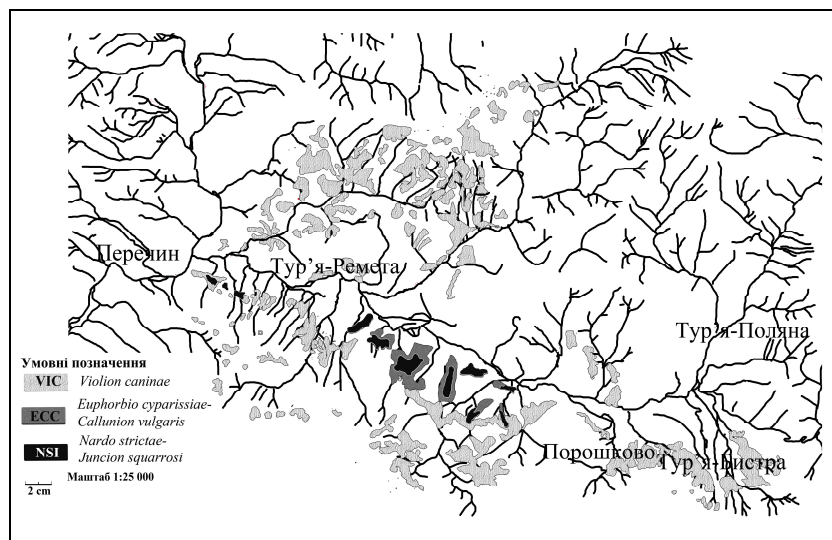 Перечин
Тур’я-Ремета
Тур’я-Поляна
Порошково
Тур’я-Бистра
Умовні позначення
VIC Violion caninae
ECC Euphorbio cyparissiae-
Callunion vulgaris
NSI Nardo strictae-
Juncion squarrosi
Маштаб 1:25 000
2 cm